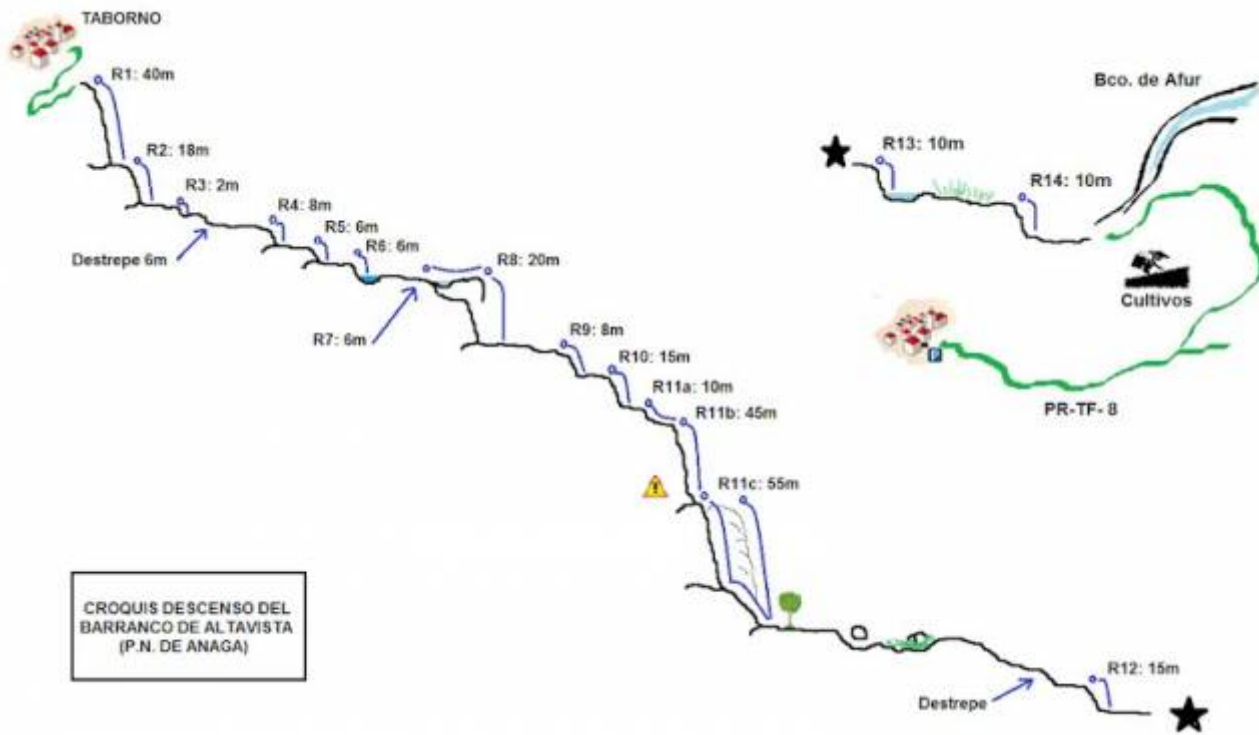 TABORNO
R1: 40m
R2: 18m
R3: 2m
Destrepe 6m
R4: 8m
R5: 6m
R6: 6m
R7: 6m
R8: 20m
R9: 8m
R10: 15m
R11a: 10m
R11b: 45m
R11c: 55m
Destrepe
R12: 15m
R13: 10m
R14: 10m
Bco. de Afur
Cultivos
P
PR-TF- 8
CROQUIS DESCENSO DEL
BARRANCO DE ALTAVISTA
(P.N. DE ANAGA)